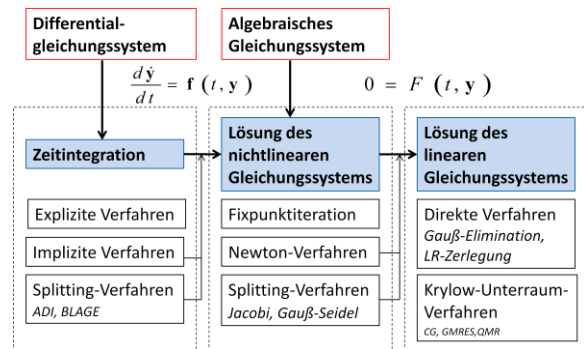 Differential-
gleichungssystem
Algebraisches
Gleichungssystem
d ẏ / d t = f ( t , y )
0 = F ( t , y )
Zeitintegration
Lösung des
nichtlinearen
Gleichungssystems
Lösung des
linearen
Gleichungssystems
Explizite Verfahren
Implizite Verfahren
Splitting-Verfahren
ADI, BLAGE
Fixpunktiteration
Newton-Verfahren
Splitting-Verfahren
Jacobi, Gauß-Seidel
Direkte Verfahren
Gauß-Elimination,
LR-Zerlegung
Krylow-Unterraum-
Verfahren
CG, GMRES,QMR